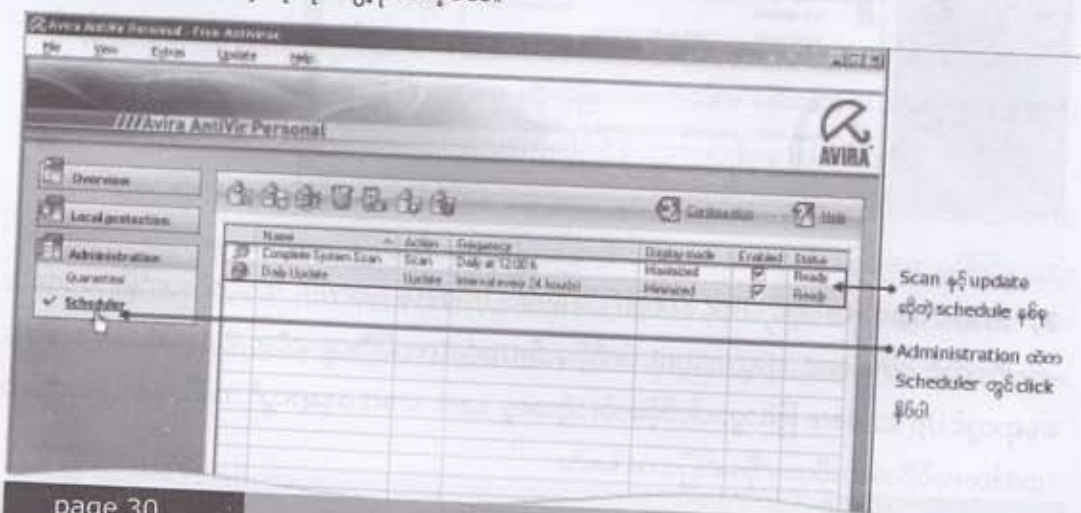 Avira AntiVir Personal - Free Antivirus
File View Extras Update Help
Avira AntiVir Personal
AVIRA
Overview
Local protection
Administration
Quarantine
Scheduler
Configuration Help
Name Action Frequency Display mode Enabled Status
Complete System Scan Scan Daily at 12:00 h Maximized Ready
Daily Update Update interval every 24 hour(s) Minimized Ready
Scan နှင့် update
ဆိုတဲ့ schedule နှစ်ခု
Administration ထဲက
Scheduler တွင် click
နှိပ်ပါ
page 30